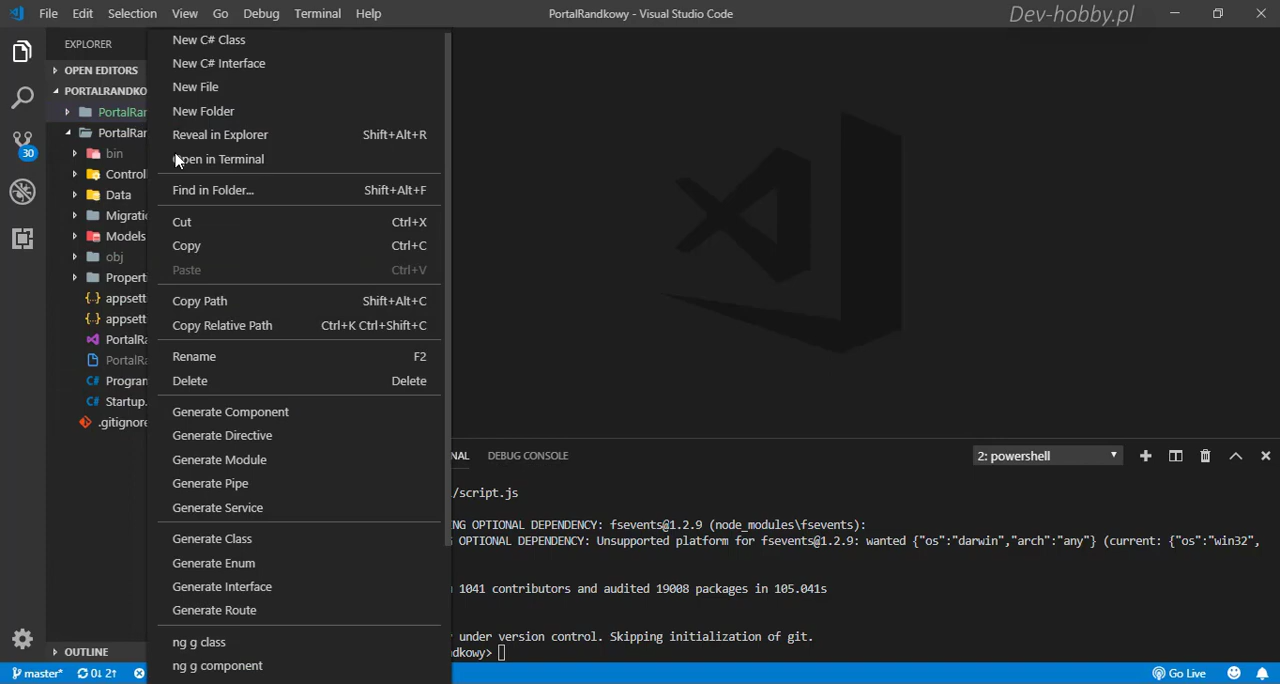 File Edit Selection View Go Debug Terminal Help PortalRandkowy - Visual Studio Code Dev-hobby.pl
EXPLORER
OPEN EDITORS
PORTALRANDKO
PortalRar
PortalRar
bin
Controll
Data
Migratio
Models
obj
Propert
appsett
appsett
PortalRa
PortalRa
Program
Startup.
.gitignore
OUTLINE
30
New C# Class
New C# Interface
New File
New Folder
Reveal in Explorer Shift+Alt+R
Open in Terminal
Find in Folder... Shift+Alt+F
Cut Ctrl+X
Copy Ctrl+C
Paste Ctrl+V
Copy Path Shift+Alt+C
Copy Relative Path Ctrl+K Ctrl+Shift+C
Rename F2
Delete Delete
Generate Component
Generate Directive
Generate Module
Generate Pipe
Generate Service
Generate Class
Generate Enum
Generate Interface
Generate Route
ng g class
ng g component
NAL DEBUG CONSOLE 2: powershell
/script.js
NG OPTIONAL DEPENDENCY: fsevents@1.2.9 (node_modules\fsevents):
OPTIONAL DEPENDENCY: Unsupported platform for fsevents@1.2.9: wanted {"os":"darwin","arch":"any"} (current: {"os":"win32",
1041 contributors and audited 19008 packages in 105.041s
under version control. Skipping initialization of git.
dkowy>
master* 0↓ 2↑ Go Live